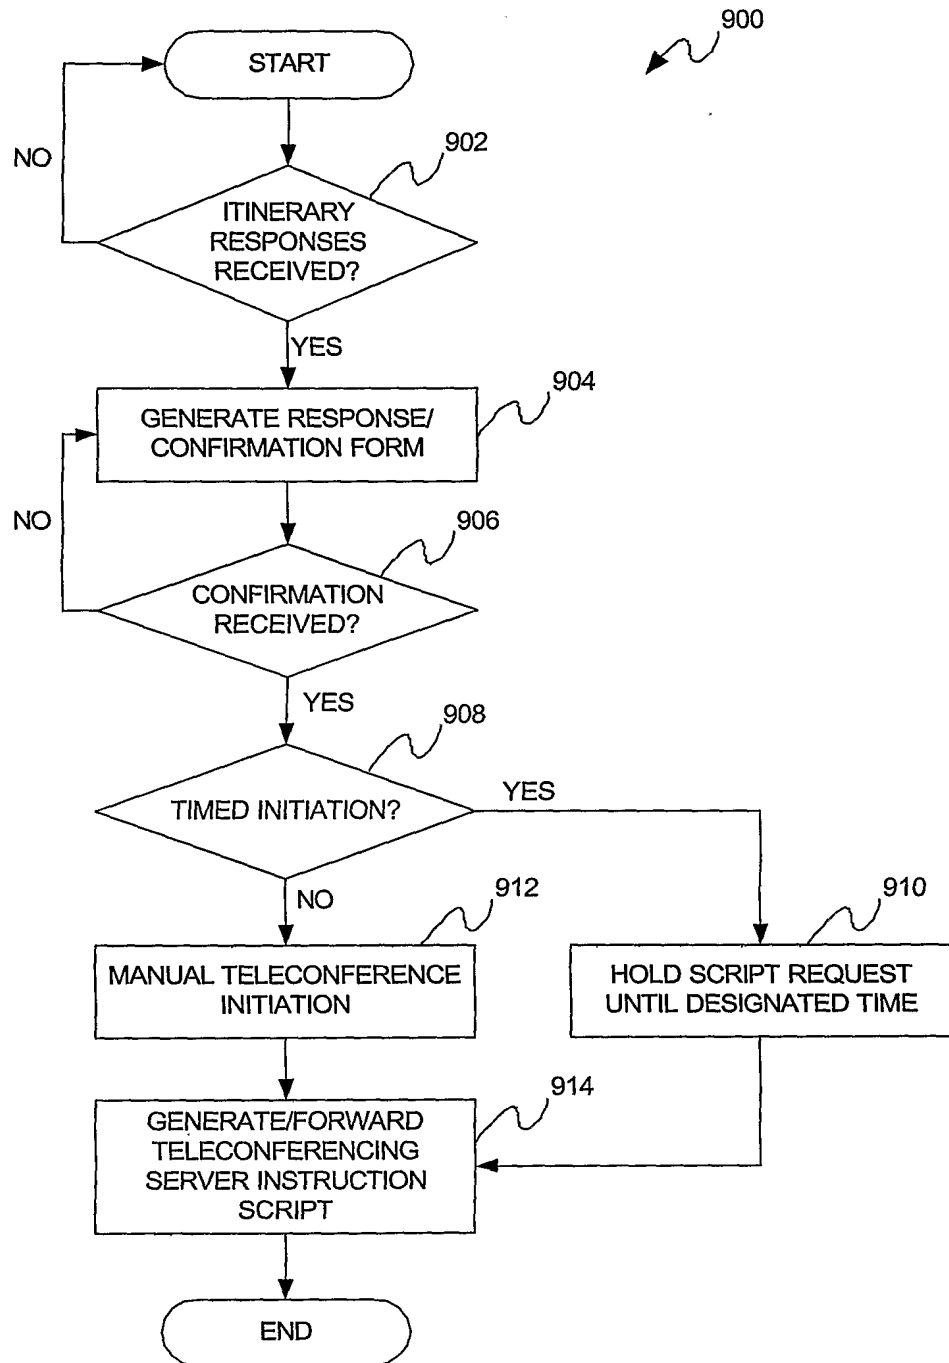 900
START
NO
902
ITINERARY
RESPONSES
RECEIVED?
YES
904
GENERATE RESPONSE/
CONFIRMATION FORM
NO
906
CONFIRMATION
RECEIVED?
YES
908
TIMED INITIATION?
YES
NO
912
910
MANUAL TELECONFERENCE
INITIATION
HOLD SCRIPT REQUEST
UNTIL DESIGNATED TIME
914
GENERATE/FORWARD
TELECONFERENCING
SERVER INSTRUCTION
SCRIPT
END